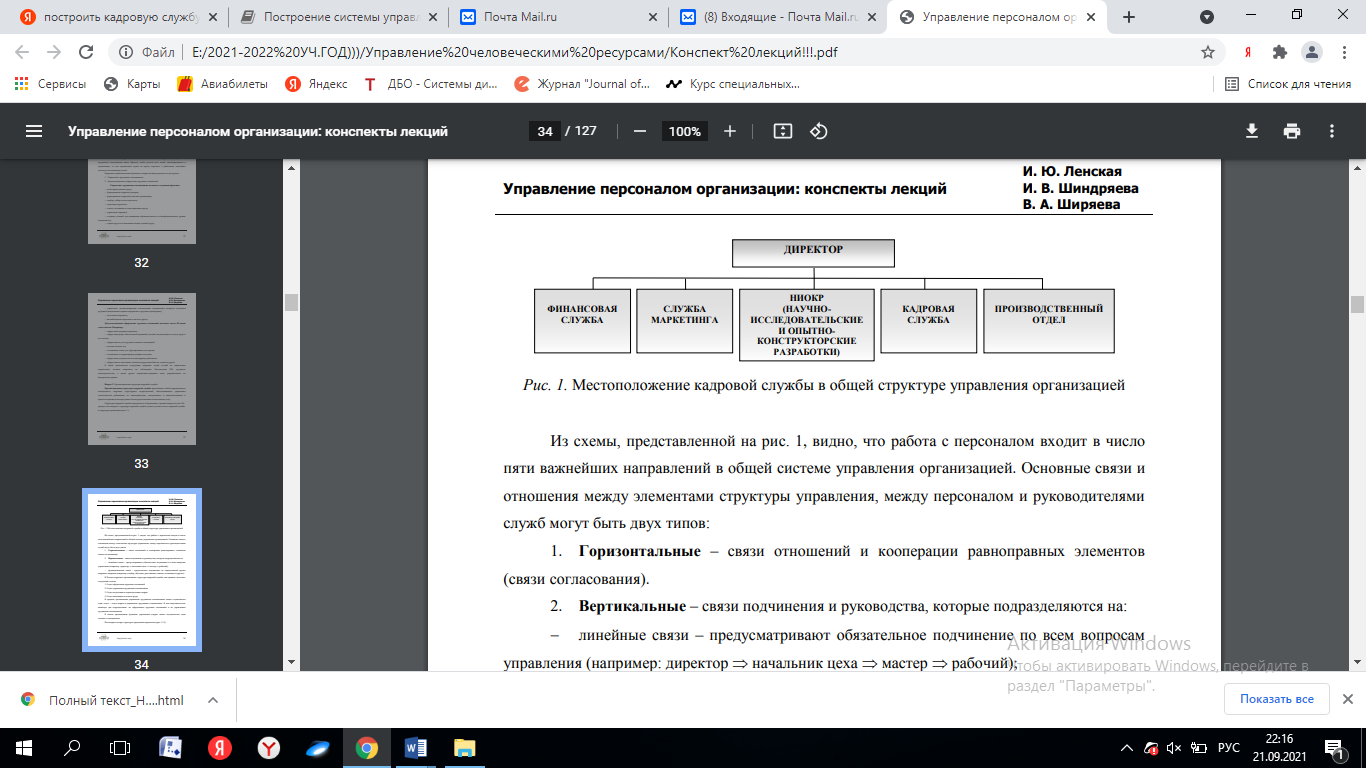 построить кадровую службу
Построение системы управл
Почта Mail.ru
(8) Входящие - Почта Mail.ru
Управление персоналом ор
Файл | E:/2021-2022%20УЧ.ГОД)))/Управление%20человеческими%20ресурсами/Конспект%20лекций!!!.pdf
Сервисы
Карты
Авиабилеты
Яндекс
ДБО - Системы ди...
Журнал "Journal of...
Курс специальных...
Список для чтения
Управление персоналом организации: конспекты лекций
34 / 127
100%
32
33
34
Управление персоналом организации: конспекты лекций
И. Ю. Ленская
И. В. Шиндряева
В. А. Ширяева
ДИРЕКТОР
ФИНАНСОВАЯ
СЛУЖБА
СЛУЖБА
МАРКЕТИНГА
НИОКР
(НАУЧНО-
ИССЛЕДОВАТЕЛЬСКИЕ
И ОПЫТНО-
КОНСТРУКТОРСКИЕ
РАЗРАБОТКИ)
КАДРОВАЯ
СЛУЖБА
ПРОИЗВОДСТВЕННЫЙ
ОТДЕЛ
Рис. 1. Местоположение кадровой службы в общей структуре управления организацией
Из схемы, представленной на рис. 1, видно, что работа с персоналом входит в число
пяти важнейших направлений в общей системе управления организацией. Основные связи и
отношения между элементами структуры управления, между персоналом и руководителями
служб могут быть двух типов:
1. Горизонтальные – связи отношений и кооперации равноправных элементов
(связи согласования).
2. Вертикальные – связи подчинения и руководства, которые подразделяются на:
– линейные связи – предусматривают обязательное подчинение по всем вопросам
управления (например: директор ⇒ начальник цеха ⇒ мастер ⇒ рабочий);
Активация Windows
Чтобы активировать Windows, перейдите в
раздел "Параметры".
Полный текст_Н....html
Показать все
РУС
22:16
21.09.2021
1